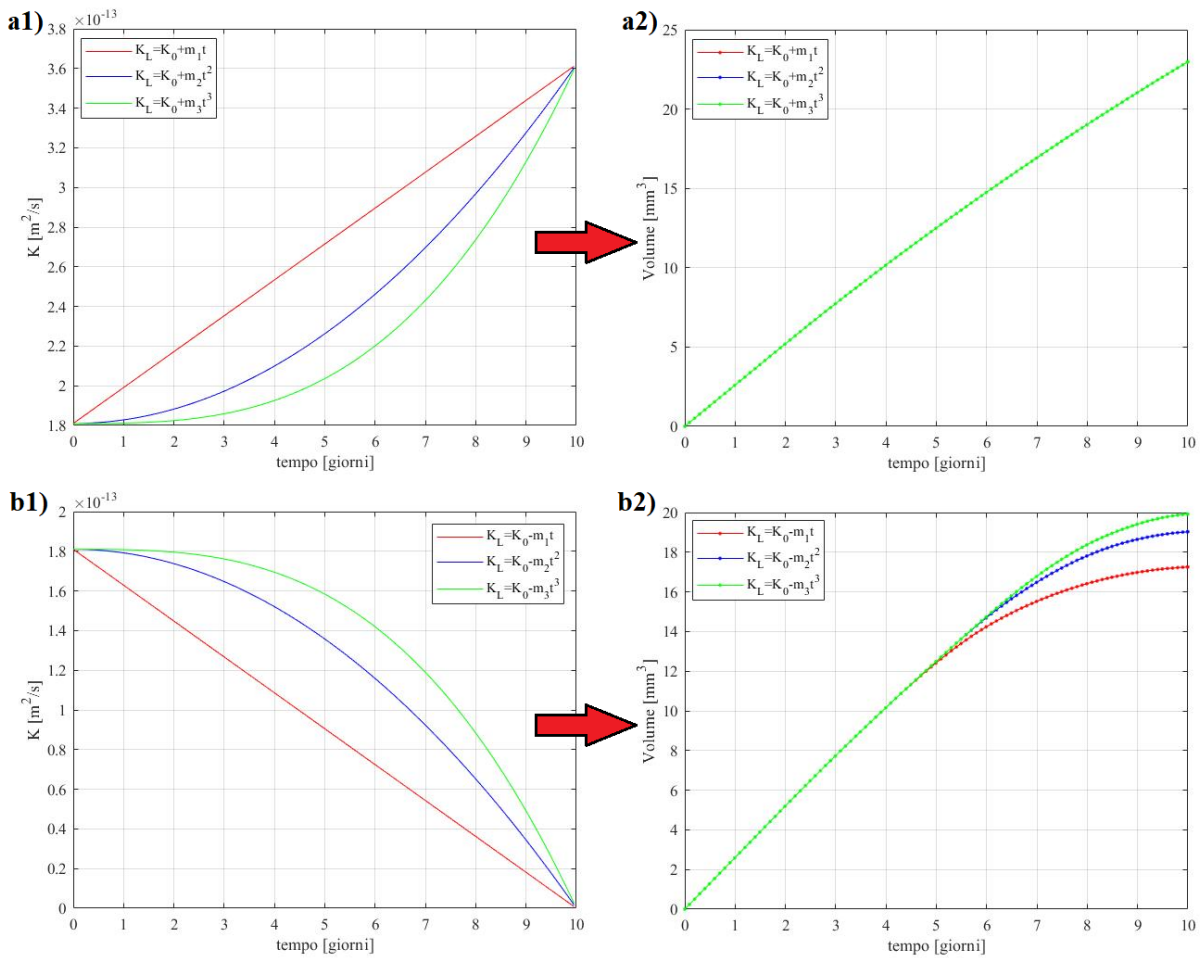 a1)
×10⁻¹³
K_L=K_0+m_1t
K_L=K_0+m_2t²
K_L=K_0+m_3t³
3.8
3.6
3.4
3.2
3
2.8
2.6
2.4
2.2
2
1.8
K [m²/s]
0 1 2 3 4 5 6 7 8 9 10
tempo [giorni]
a2)
K_L=K_0+m_1t
K_L=K_0+m_2t²
K_L=K_0+m_3t³
25
20
15
10
5
0
Volume [mm³]
0 1 2 3 4 5 6 7 8 9 10
tempo [giorni]
b1)
×10⁻¹³
K_L=K_0-m_1t
K_L=K_0-m_2t²
K_L=K_0-m_3t³
2
1.8
1.6
1.4
1.2
1
0.8
0.6
0.4
0.2
0
K [m²/s]
0 1 2 3 4 5 6 7 8 9 10
tempo [giorni]
b2)
K_L=K_0-m_1t
K_L=K_0-m_2t²
K_L=K_0-m_3t³
20
18
16
14
12
10
8
6
4
2
0
Volume [mm³]
0 1 2 3 4 5 6 7 8 9 10
tempo [giorni]